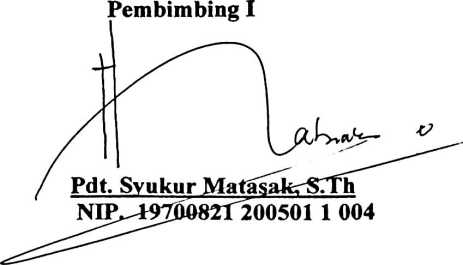 Pembimbing I
Pdt. Syukur Matasak, S.Th
NIP. 19700821 200501 1 004